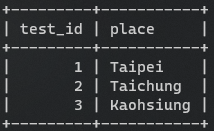 +---------+-----------+
| test_id | place     |
+---------+-----------+
|       1 | Taipei    |
|       2 | Taichung  |
|       3 | Kaohsiung |
+---------+-----------+